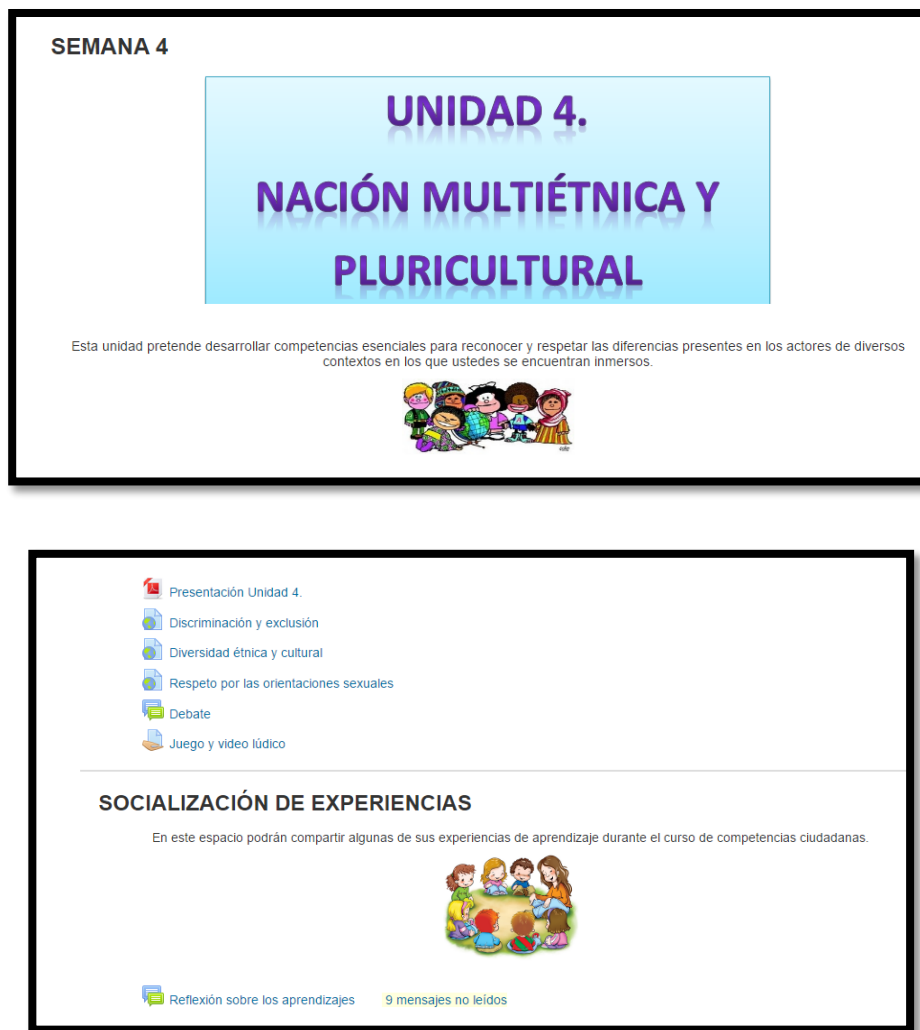 SEMANA 4
UNIDAD 4.
NACIÓN MULTIÉTNICA Y
PLURICULTURAL
Esta unidad pretende desarrollar competencias esenciales para reconocer y respetar las diferencias presentes en los actores de diversos
contextos en los que ustedes se encuentran inmersos.
Presentación Unidad 4.
Discriminación y exclusión
Diversidad étnica y cultural
Respeto por las orientaciones sexuales
Debate
Juego y video lúdico
SOCIALIZACIÓN DE EXPERIENCIAS
En este espacio podrán compartir algunas de sus experiencias de aprendizaje durante el curso de competencias ciudadanas.
Reflexión sobre los aprendizajes 9 mensajes no leídos